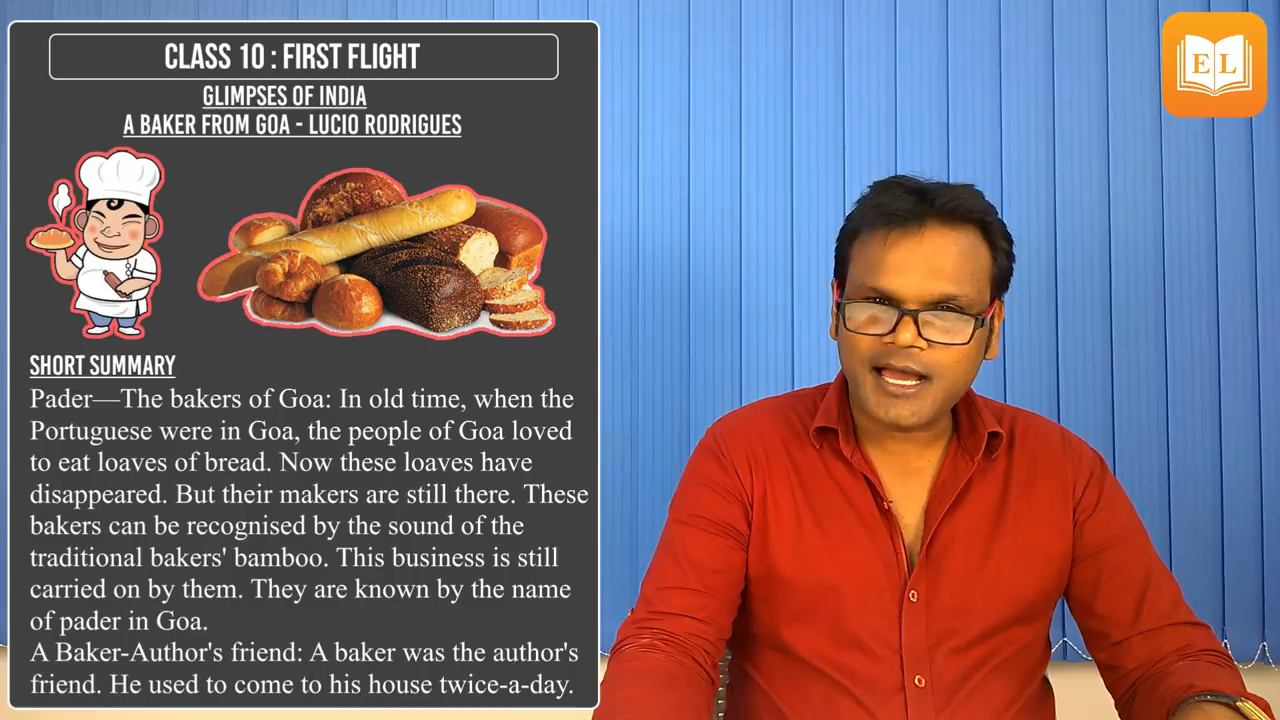 CLASS 10 : FIRST FLIGHT
GLIMPSES OF INDIA
A BAKER FROM GOA - LUCIO RODRIGUES
SHORT SUMMARY
Pader—The bakers of Goa: In old time, when the
Portuguese were in Goa, the people of Goa loved
to eat loaves of bread. Now these loaves have
disappeared. But their makers are still there. These
bakers can be recognised by the sound of the
traditional bakers' bamboo. This business is still
carried on by them. They are known by the name
of pader in Goa.
A Baker-Author's friend: A baker was the author's
friend. He used to come to his house twice-a-day.
E L